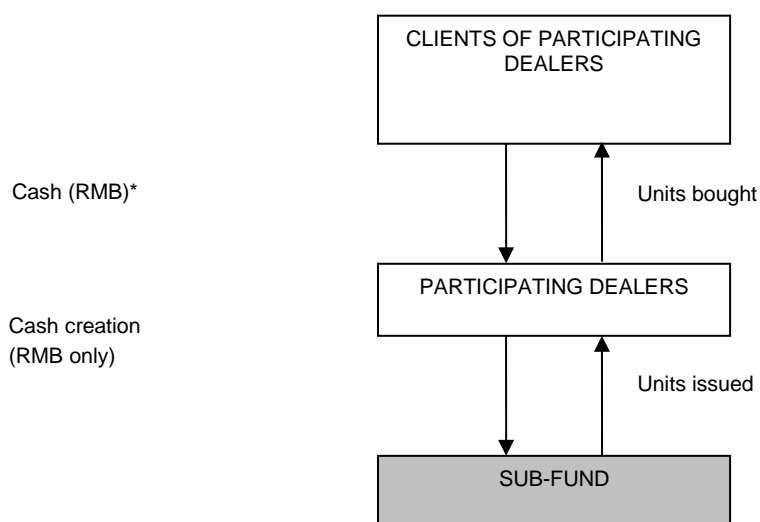 CLIENTS OF PARTICIPATING
DEALERS
Cash (RMB)*
Units bought
PARTICIPATING DEALERS
Cash creation
(RMB only)
Units issued
SUB-FUND